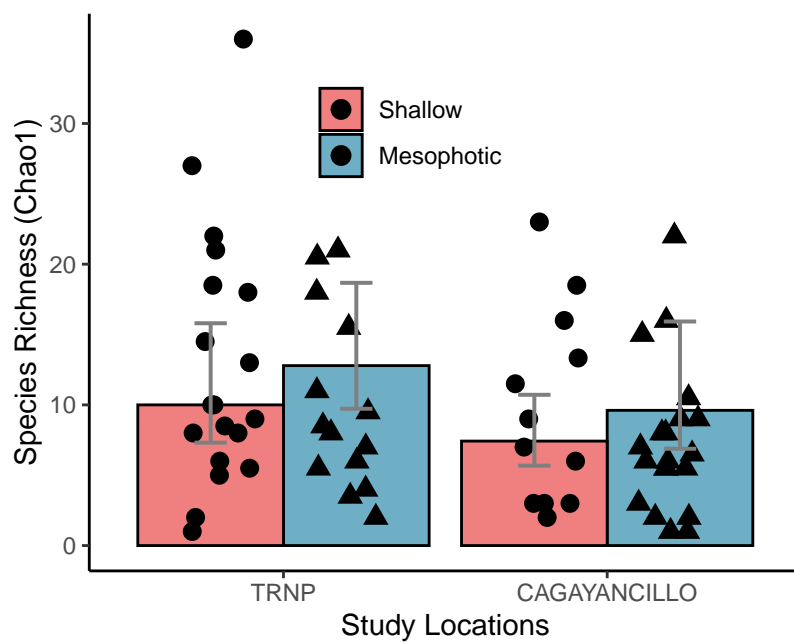 Species Richness (Chao1)
30
20
10
0
Shallow
Mesophotic
TRNP
CAGAYANCILLO
Study Locations